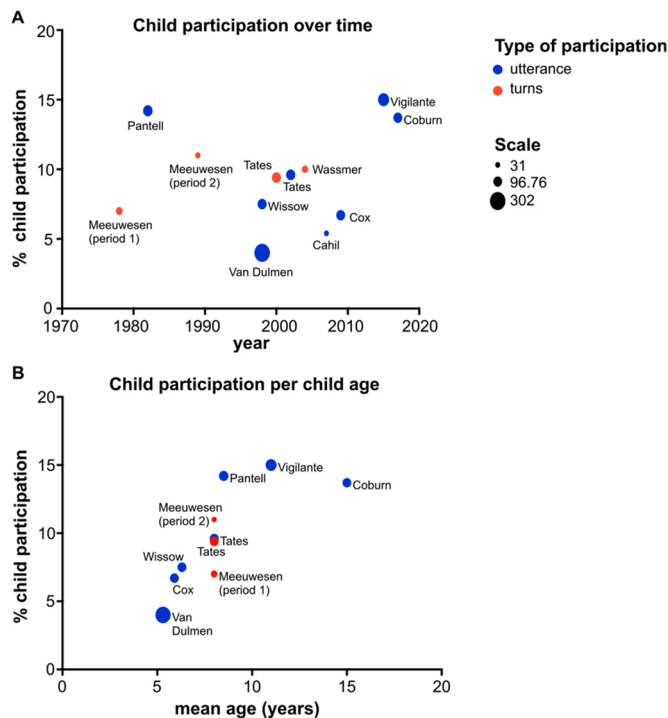 A
Child participation over time
Type of participation
utterance
turns
Scale
31
96.76
302
% child participation
20
15
10
5
0
Pantell
Vigilante
Coburn
Meeuwesen
(period 2)
Tates
Wassmer
Tates
Meeuwesen
(period 1)
Wissow
Cox
Cahil
Van Dulmen
1970 1980 1990 2000 2010 2020
year
B
Child participation per child age
% child participation
20
15
10
5
0
Vigilante
Pantell
Coburn
Meeuwesen
(period 2)
Tates
Tates
Wissow
Meeuwesen
(period 1)
Cox
Van
Dulmen
0 5 10 15 20
mean age (years)